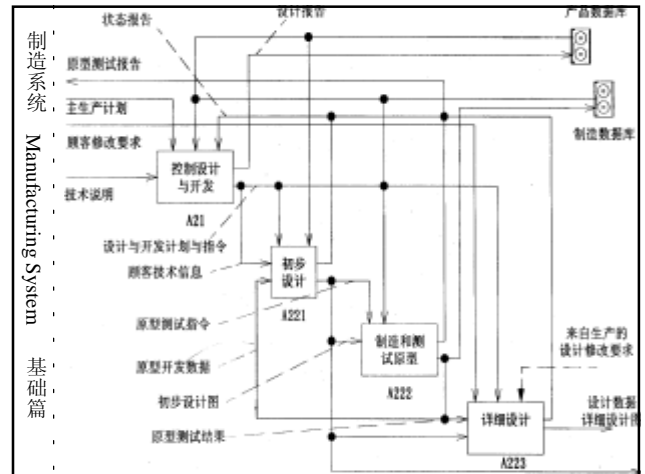 制造系统 Manufacturing System 基础篇
状态报告
设计报告
产品数据库
原型测试报告
主生产计划
制造数据库
顾客修改要求
控制设计
与开发
技术说明
A21
设计与开发计划与指令
顾客技术信息
初步
设计
A221
原型测试指令
制造和测
试原型
来自生产的
设计修改要求
原型开发数据
A222
初步设计图
详细设计
设计数据
详细设计图
原型测试结果
A223